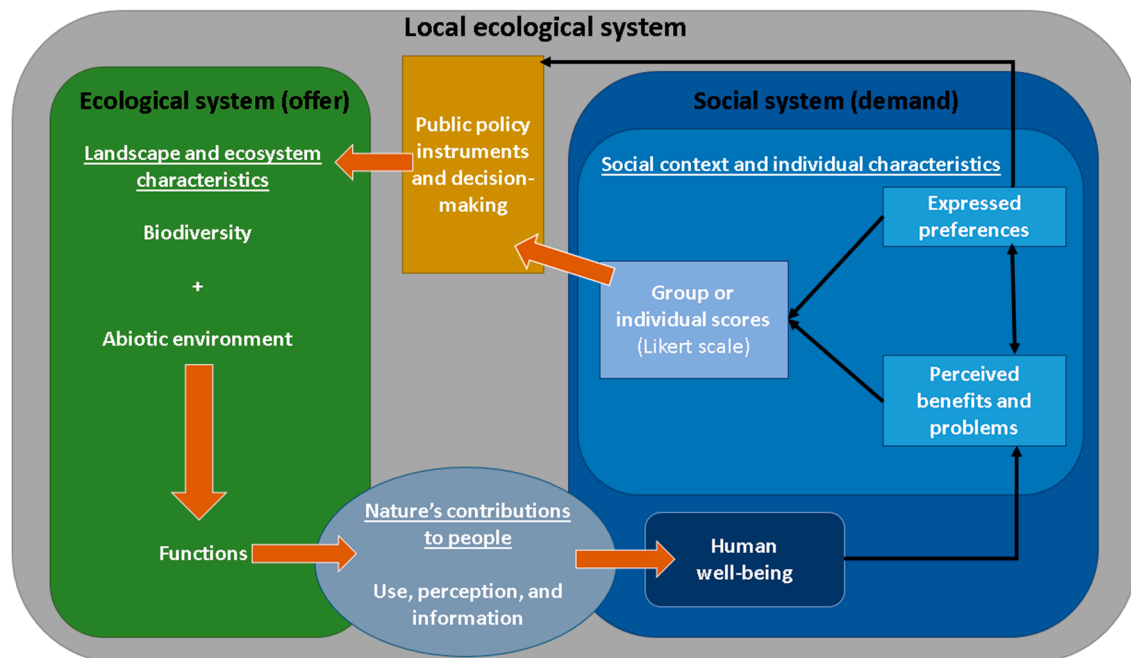 Local ecological system
Ecological system (offer)
Landscape and ecosystem
characteristics
Biodiversity
+
Abiotic environment
Functions
Public policy
instruments
and decision-
making
Social system (demand)
Social context and individual characteristics
Expressed
preferences
Group or
individual scores
(Likert scale)
Perceived
benefits and
problems
Nature’s contributions
to people
Use, perception, and
information
Human
well-being